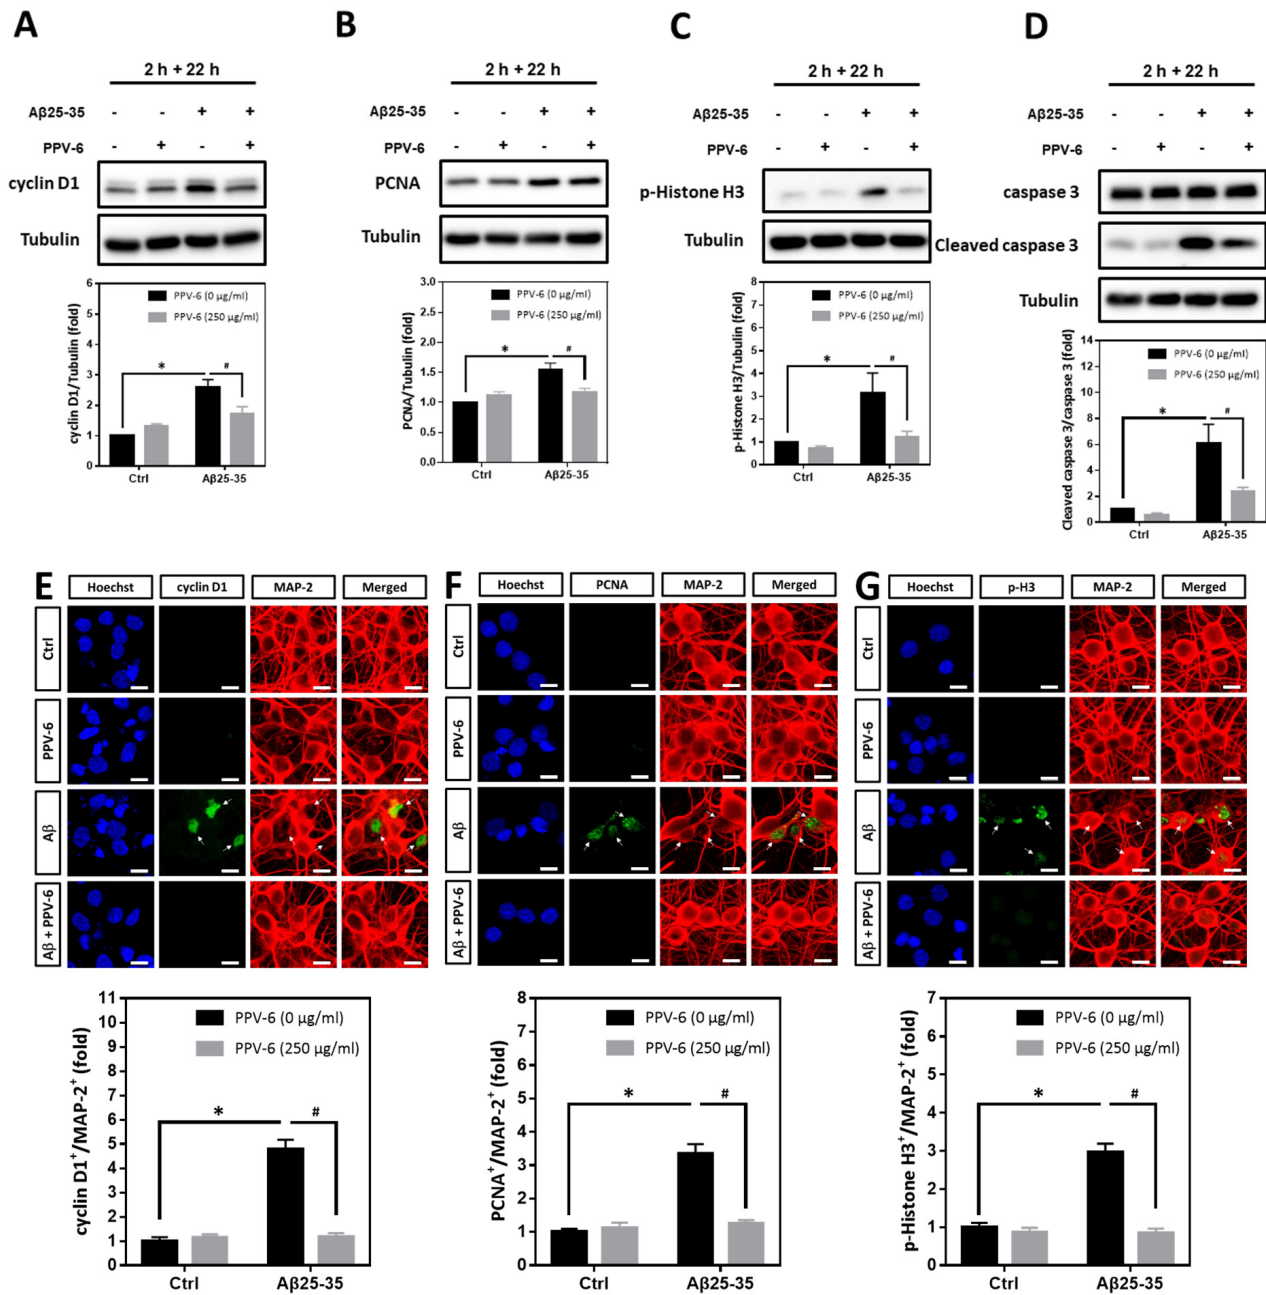 A
2 h + 22 h
Aβ25-35 - - + +
PPV-6 - + - +
cyclin D1
Tubulin
cyclin D1/Tubulin (fold)
6
5
4
3
2
1
0
PPV-6 (0 µg/ml)
PPV-6 (250 µg/ml)
*
#
Ctrl Aβ25-35
B
2 h + 22 h
Aβ25-35 - - + +
PPV-6 - + - +
PCNA
Tubulin
PCNA/Tubulin (fold)
3.0
2.5
2.0
1.5
1.0
0.5
0.0
PPV-6 (0 µg/ml)
PPV-6 (250 µg/ml)
*
#
Ctrl Aβ25-35
C
2 h + 22 h
Aβ25-35 - - + +
PPV-6 - + - +
p-Histone H3
Tubulin
p-Histone H3/Tubulin (fold)
8
7
6
5
4
3
2
1
0
PPV-6 (0 µg/ml)
PPV-6 (250 µg/ml)
*
#
Ctrl Aβ25-35
D
2 h + 22 h
Aβ25-35 - - + +
PPV-6 - + - +
caspase 3
Cleaved caspase 3
Tubulin
Cleaved caspase 3/caspase 3 (fold)
14
12
10
8
6
4
2
0
PPV-6 (0 µg/ml)
PPV-6 (250 µg/ml)
*
#
Ctrl Aβ25-35
E
Hoechst cyclin D1 MAP-2 Merged
Ctrl
PPV-6
Aβ
Aβ + PPV-6
cyclin D1+/MAP-2+ (fold)
11
10
9
8
7
6
5
4
3
2
1
0
PPV-6 (0 µg/ml)
PPV-6 (250 µg/ml)
*
#
Ctrl Aβ25-35
F
Hoechst PCNA MAP-2 Merged
Ctrl
PPV-6
Aβ
Aβ + PPV-6
PCNA+/MAP-2+ (fold)
8
7
6
5
4
3
2
1
0
PPV-6 (0 µg/ml)
PPV-6 (250 µg/ml)
*
#
Ctrl Aβ25-35
G
Hoechst p-H3 MAP-2 Merged
Ctrl
PPV-6
Aβ
Aβ + PPV-6
p-Histone H3+/MAP-2+ (fold)
7
6
5
4
3
2
1
0
PPV-6 (0 µg/ml)
PPV-6 (250 µg/ml)
*
#
Ctrl Aβ25-35